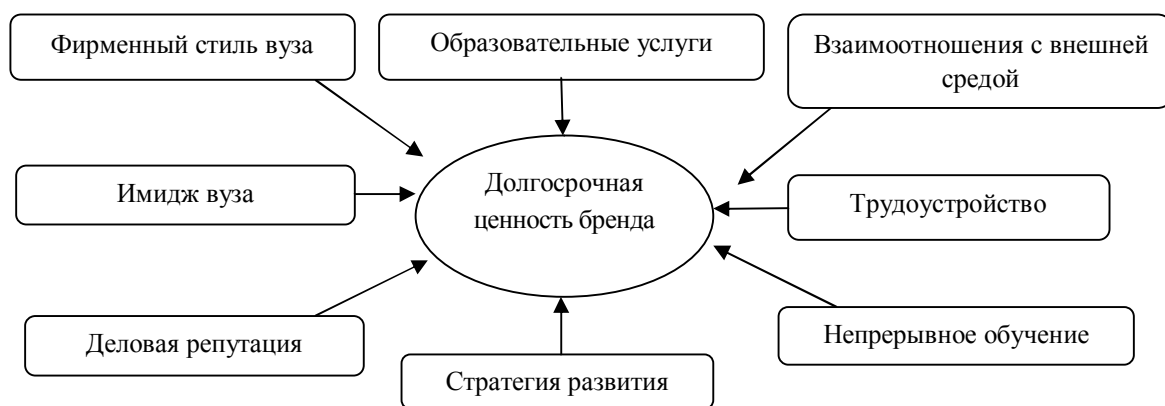 Фирменный стиль вуза
Образовательные услуги
Взаимоотношения с внешней
средой
Имидж вуза
Долгосрочная
ценность бренда
Трудоустройство
Деловая репутация
Стратегия развития
Непрерывное обучение